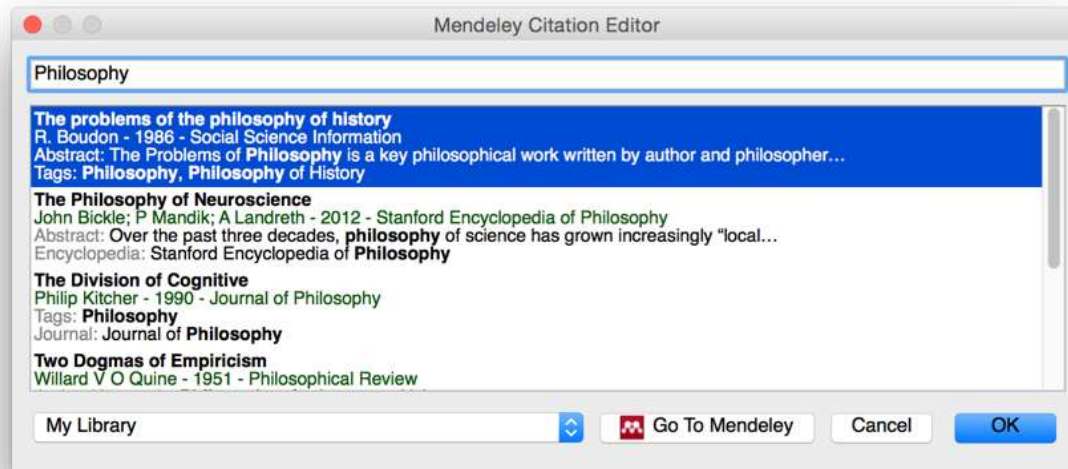 Mendeley Citation Editor
Philosophy
The problems of the philosophy of history
R. Boudon - 1986 - Social Science Information
Abstract: The Problems of Philosophy is a key philosophical work written by author and philosopher…
Tags: Philosophy, Philosophy of History
The Philosophy of Neuroscience
John Bickle; P Mandik; A Landreth - 2012 - Stanford Encyclopedia of Philosophy
Abstract: Over the past three decades, philosophy of science has grown increasingly “local…
Encyclopedia: Stanford Encyclopedia of Philosophy
The Division of Cognitive
Philip Kitcher - 1990 - Journal of Philosophy
Tags: Philosophy
Journal: Journal of Philosophy
Two Dogmas of Empiricism
Willard V O Quine - 1951 - Philosophical Review
My Library
Go To Mendeley
Cancel
OK